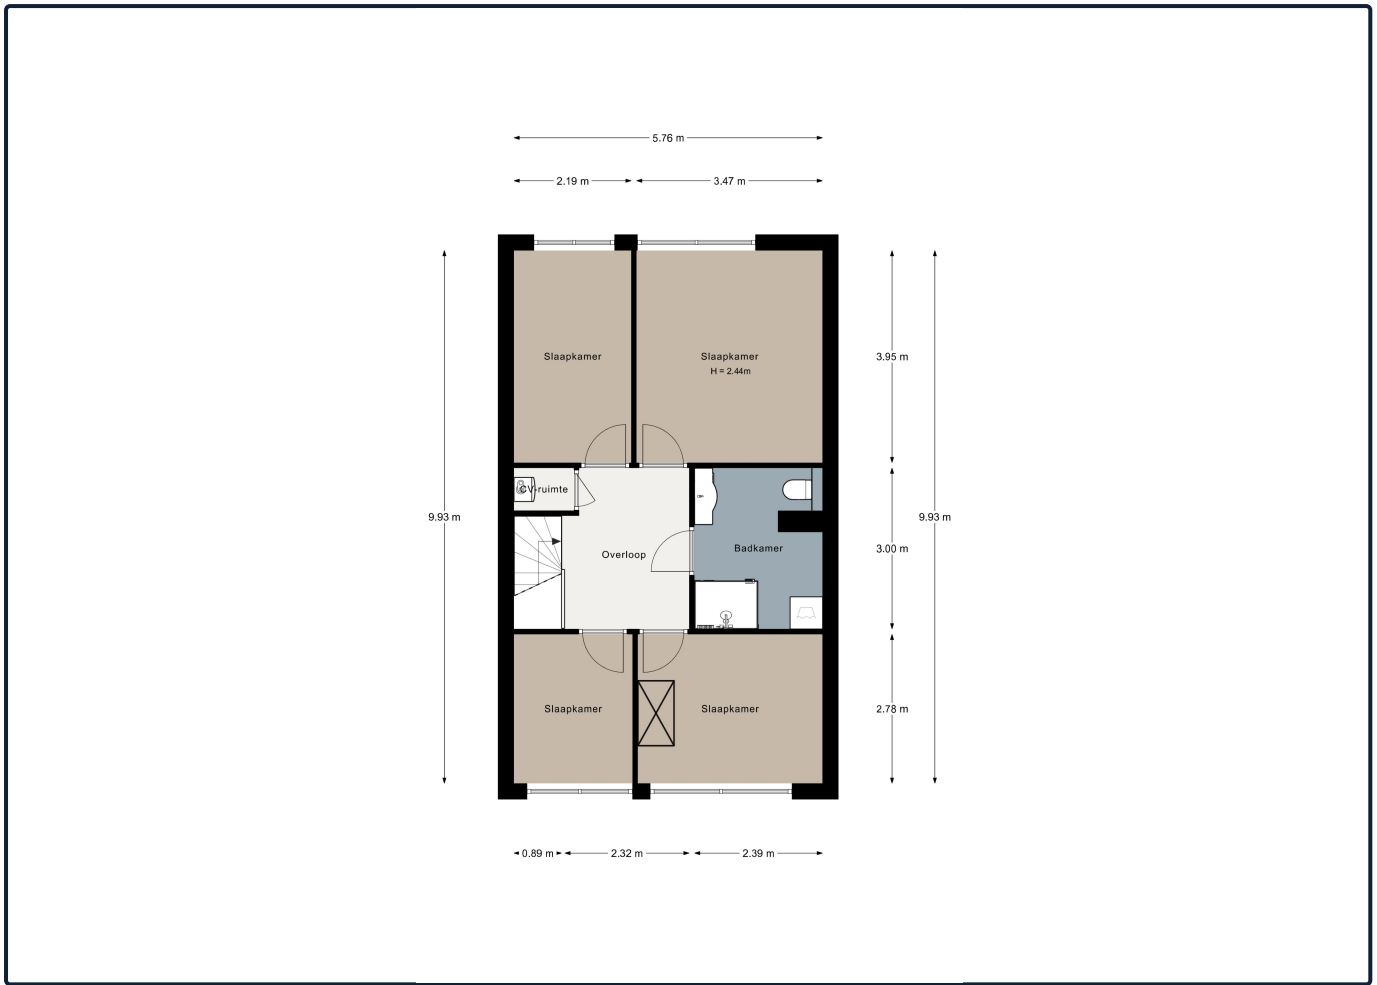 5.76 m
2.19 m
3.47 m
Slaapkamer
Slaapkamer
H = 2.44m
3.95 m
CV-ruimte
9.93 m
9.93 m
Overloop
Badkamer
3.00 m
Slaapkamer
Slaapkamer
2.78 m
0.89 m
2.32 m
2.39 m